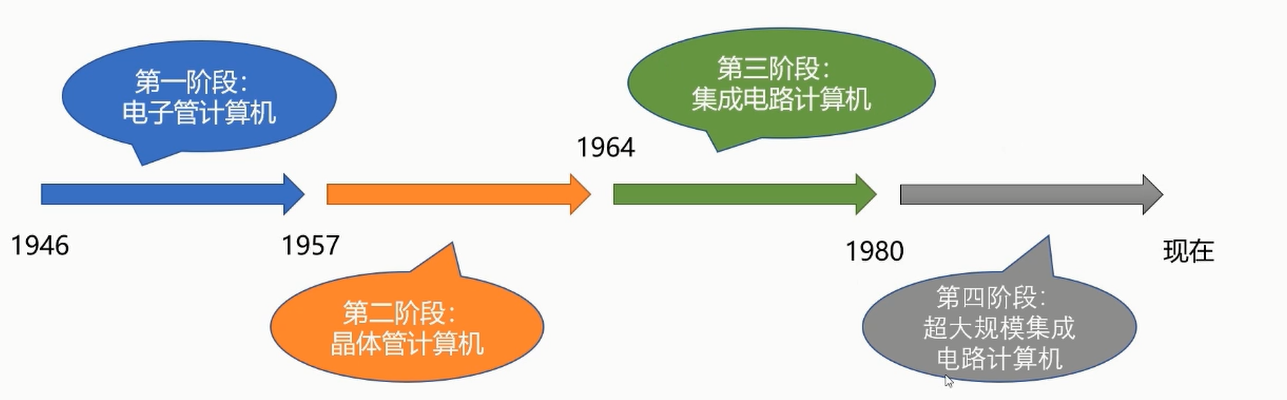 第一阶段：
电子管计算机
第三阶段：
集成电路计算机
1964
1946
1957
1980
现在
第二阶段：
晶体管计算机
第四阶段：
超大规模集成
电路计算机